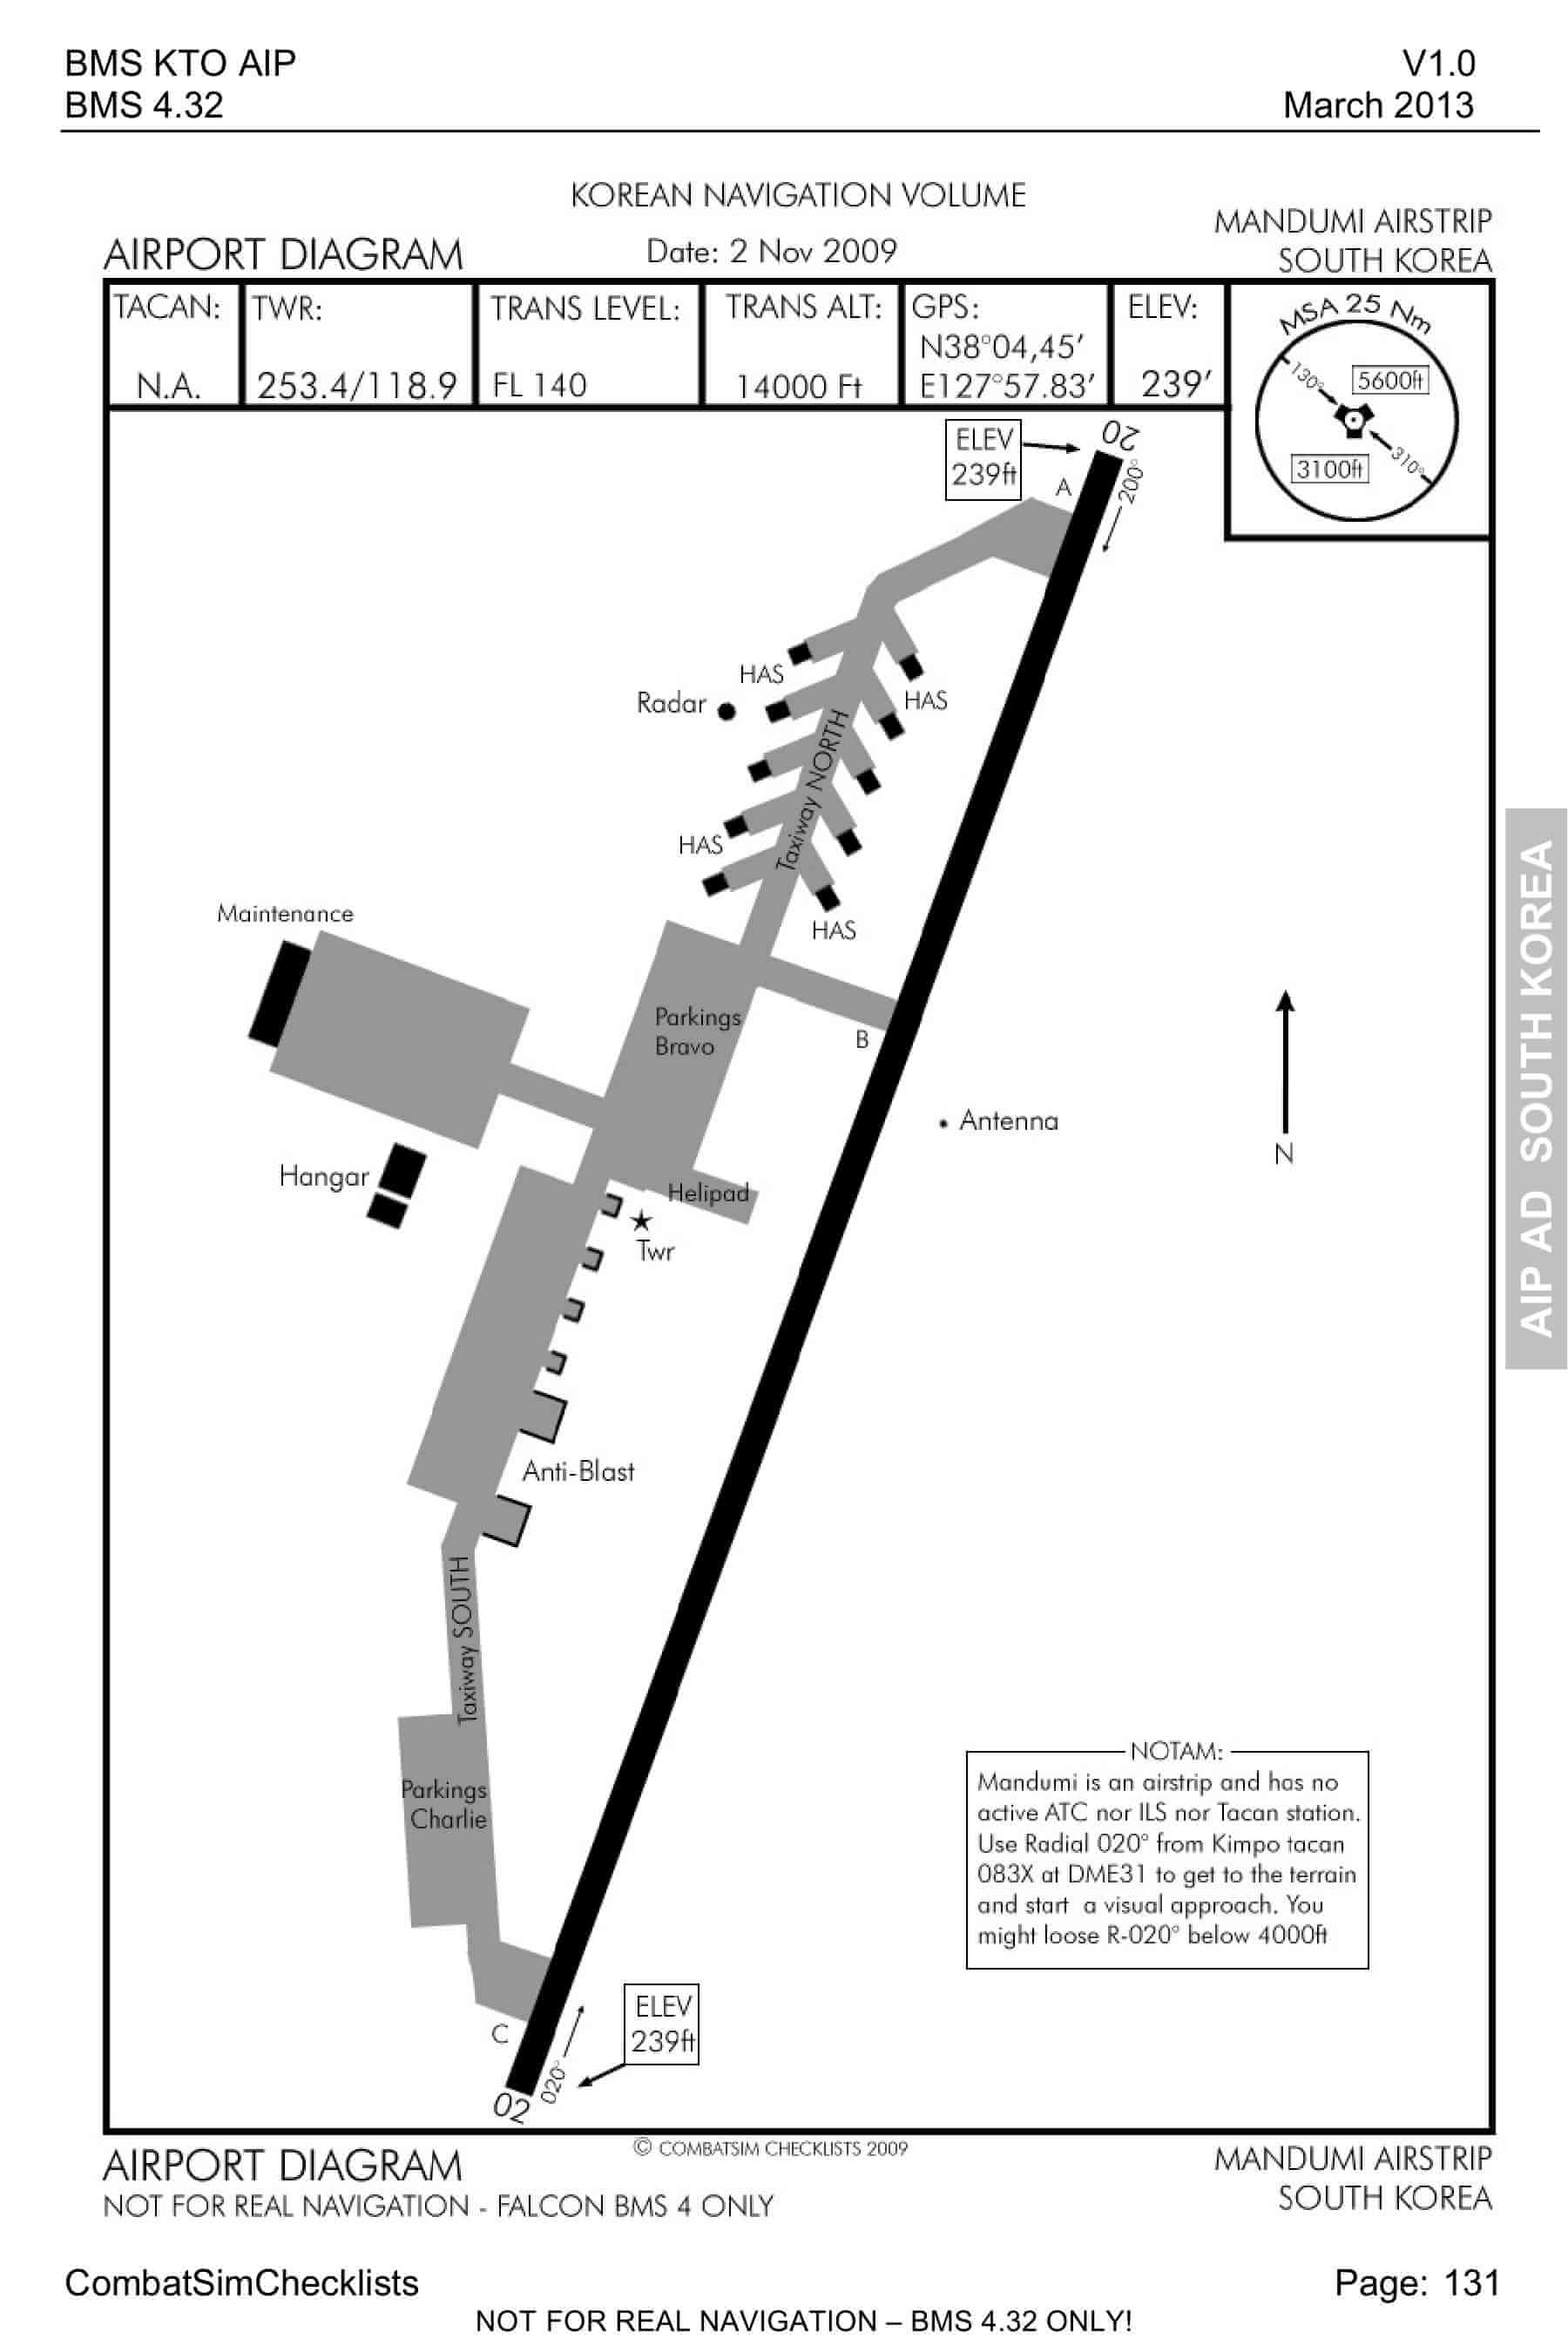 BMS KTO AIP
V1.0
BMS 4.32
March 2013
KOREAN NAVIGATION VOLUME
MANDUMI AIRSTRIP
AIRPORT DIAGRAM
Date: 2 Nov 2009
SOUTH KOREA
TACAN:
N.A.
TWR:
253.4/118.9
TRANS LEVEL:
FL 140
TRANS ALT:
14000 Ft
GPS:
N38°04,45′
E127°57.83′
ELEV:
239′
MSA 25 Nm
130°
5600ft
3100ft
310°
ELEV
239ft
20
200°
A
HAS
Radar
HAS
Taxiway NORTH
HAS
HAS
Maintenance
Parkings
Bravo
B
Antenna
N
Hangar
Helipad
Twr
Anti-Blast
Taxiway SOUTH
Parkings
Charlie
NOTAM:
Mandumi is an airstrip and has no
active ATC nor ILS nor Tacan station.
Use Radial 020° from Kimpo tacan
083X at DME31 to get to the terrain
and start a visual approach. You
might loose R-020° below 4000ft
ELEV
239ft
C
020°
02
AIP AD SOUTH KOREA
© COMBATSIM CHECKLISTS 2009
AIRPORT DIAGRAM
MANDUMI AIRSTRIP
NOT FOR REAL NAVIGATION - FALCON BMS 4 ONLY
SOUTH KOREA
CombatSimChecklists
Page: 131
NOT FOR REAL NAVIGATION – BMS 4.32 ONLY!